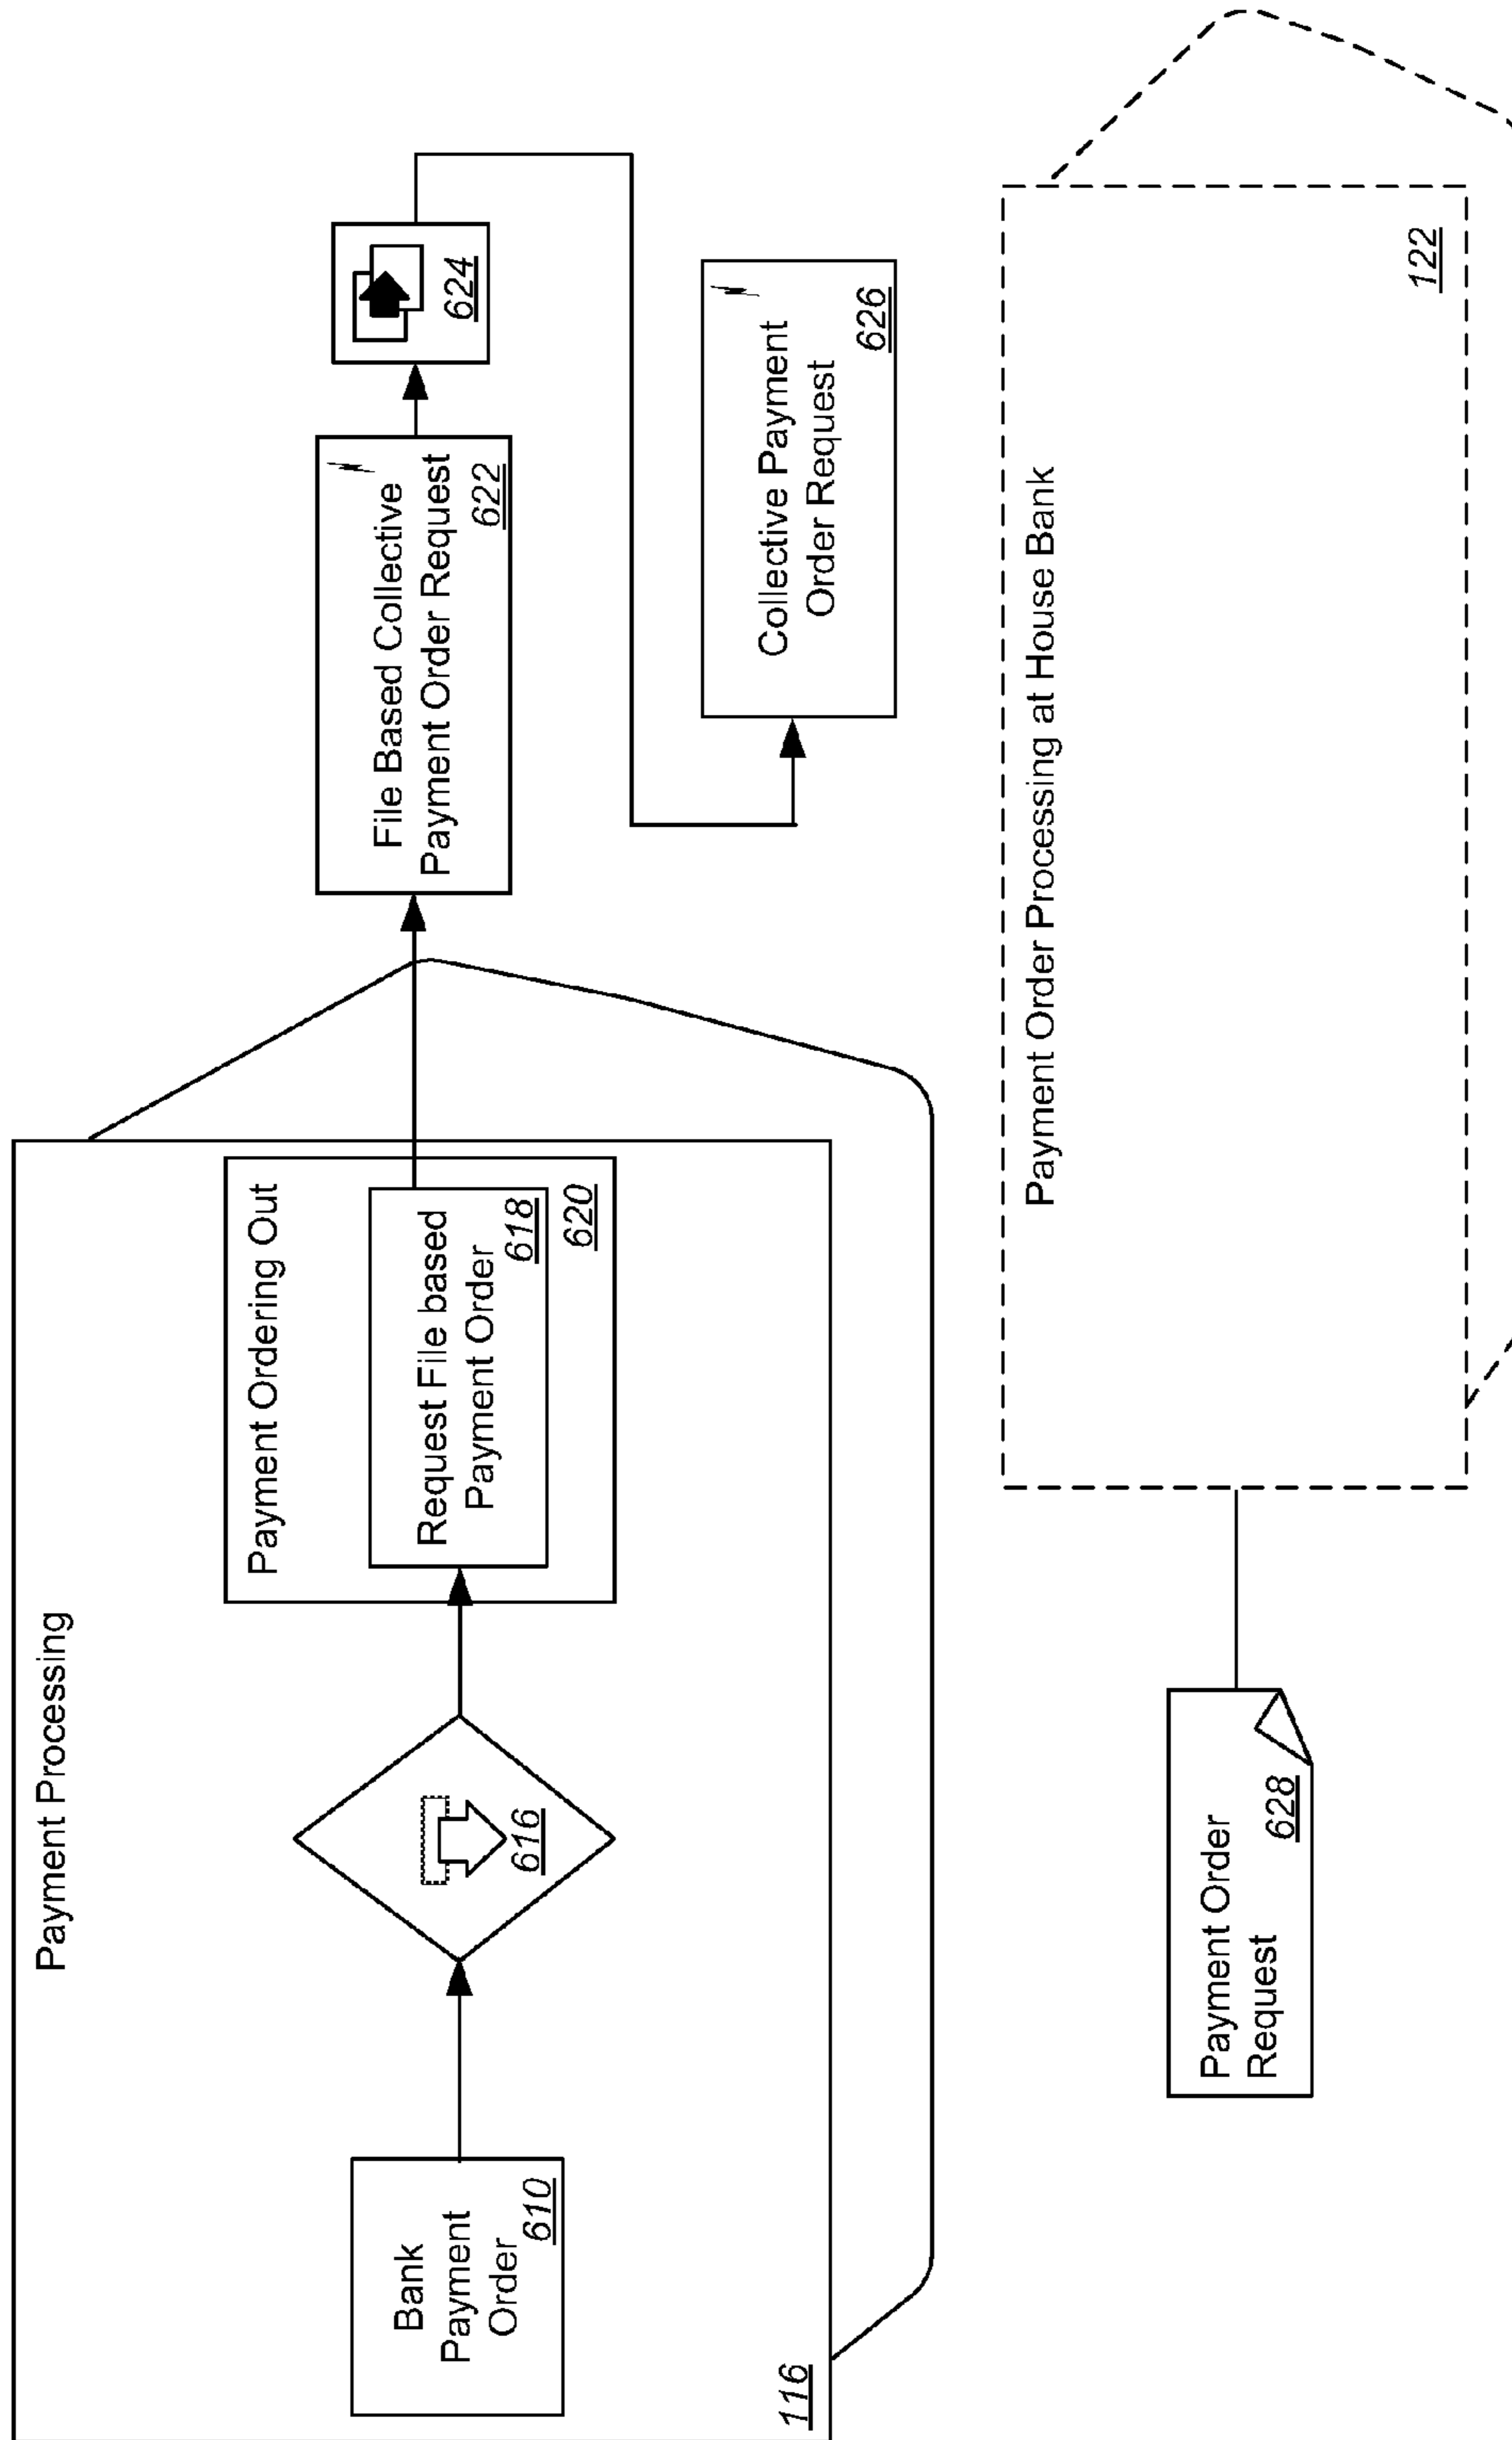 Payment Processing
Bank
Payment
Order
610
616
Payment Ordering Out
Request File based
Payment Order
618
620
116
File Based Collective
Payment Order Request
622
624
Collective Payment
Order Request
626
Payment Order
Request
628
Payment Order Processing at House Bank
122